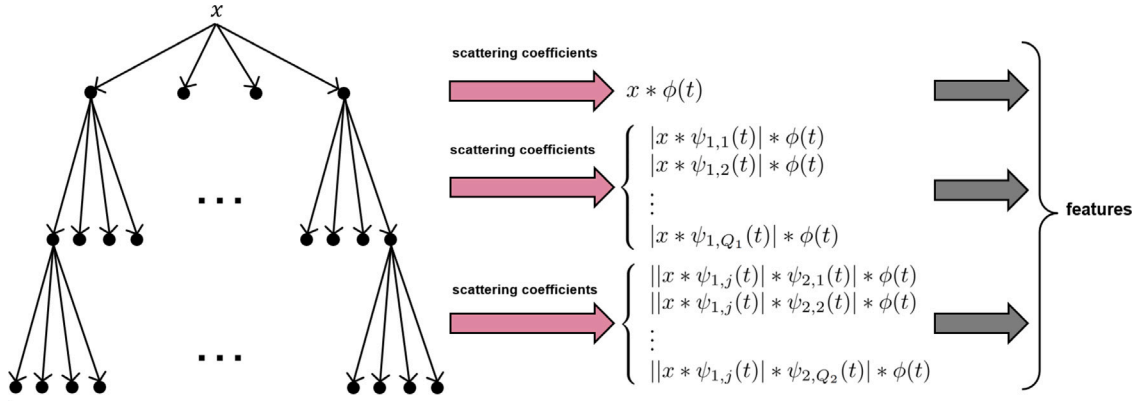 x
scattering coefficients
x ∗ ϕ(t)
scattering coefficients
|x ∗ ψ₁,₁(t)| ∗ ϕ(t)
|x ∗ ψ₁,₂(t)| ∗ ϕ(t)
⋮
|x ∗ ψ₁,Q₁(t)| ∗ ϕ(t)
. . .
features
scattering coefficients
||x ∗ ψ₁,ⱼ(t)| ∗ ψ₂,₁(t)| ∗ ϕ(t)
||x ∗ ψ₁,ⱼ(t)| ∗ ψ₂,₂(t)| ∗ ϕ(t)
⋮
||x ∗ ψ₁,ⱼ(t)| ∗ ψ₂,Q₂(t)| ∗ ϕ(t)
. . .